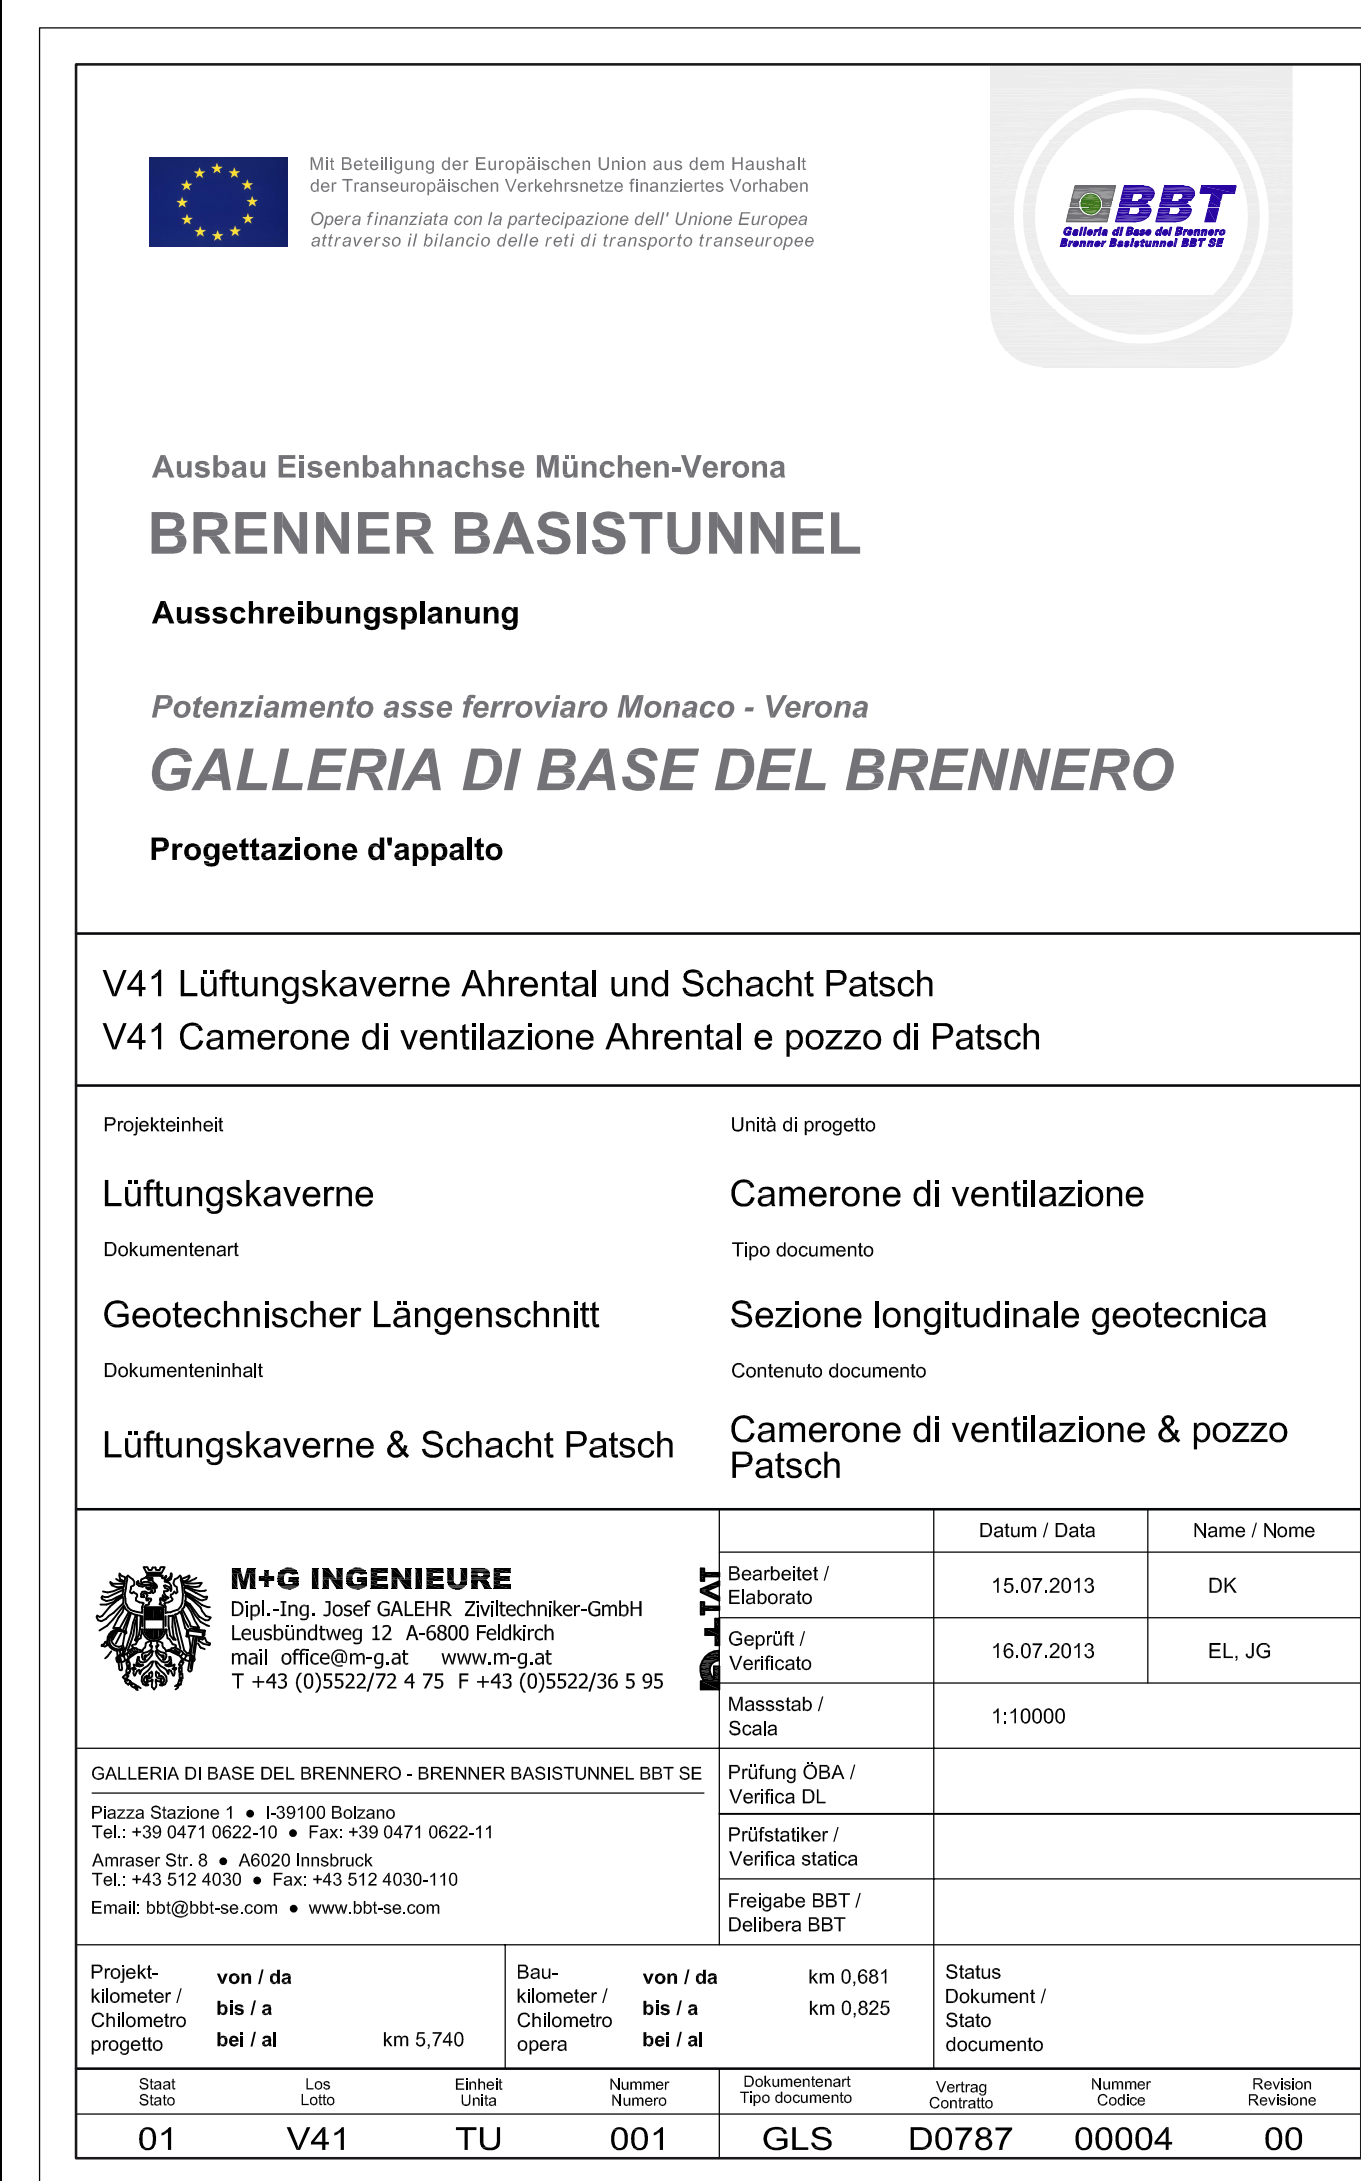 Mit Beteiligung der Europäischen Union aus dem Haushalt
der Transeuropäischen Verkehrsnetze finanziertes Vorhaben
Opera finanziata con la partecipazione dell' Unione Europea
attraverso il bilancio delle reti di transporto transeuropee
BBT
Galleria di Base del Brennero
Brenner Basistunnel BBT SE
Ausbau Eisenbahnachse München-Verona
BRENNER BASISTUNNEL
Ausschreibungsplanung
Potenziamento asse ferroviaro Monaco - Verona
GALLERIA DI BASE DEL BRENNERO
Progettazione d'appalto
V41 Lüftungskaverne Ahrental und Schacht Patsch
V41 Camerone di ventilazione Ahrental e pozzo di Patsch
Projekteinheit
Unità di progetto
Lüftungskaverne
Camerone di ventilazione
Dokumentenart
Tipo documento
Geotechnischer Längenschnitt
Sezione longitudinale geotecnica
Dokumenteninhalt
Contenuto documento
Lüftungskaverne & Schacht Patsch
Camerone di ventilazione & pozzo
Patsch
M+G INGENIEURE
Dipl.-Ing. Josef GALEHR Ziviltechniker-GmbH
Leusbündtweg 12 A-6800 Feldkirch
mail office@m-g.at www.m-g.at
T +43 (0)5522/72 4 75 F +43 (0)5522/36 5 95
Datum / Data
Name / Nome
Bearbeitet /
Elaborato
15.07.2013
DK
Geprüft /
Verificato
16.07.2013
EL, JG
Massstab /
Scala
1:10000
GALLERIA DI BASE DEL BRENNERO - BRENNER BASISTUNNEL BBT SE
Piazza Stazione 1 ● I-39100 Bolzano
Tel.: +39 0471 0622-10 ● Fax: +39 0471 0622-11
Amraser Str. 8 ● A6020 Innsbruck
Tel.: +43 512 4030 ● Fax: +43 512 4030-110
Email: bbt@bbt-se.com ● www.bbt-se.com
Prüfung ÖBA /
Verifica DL
Prüfstatiker /
Verifica statica
Freigabe BBT /
Delibera BBT
Projekt-
kilometer /
Chilometro
progetto
von / da
bis / a
bei / al km 5,740
Bau-
kilometer /
Chilometro
opera
von / da km 0,681
bis / a km 0,825
bei / al
Status
Dokument /
Stato
documento
Staat
Stato
Los
Lotto
Einheit
Unita
Nummer
Numero
Dokumentenart
Tipo documento
Vertrag
Contratto
Nummer
Codice
Revision
Revisione
01 V41 TU 001 GLS D0787 00004 00